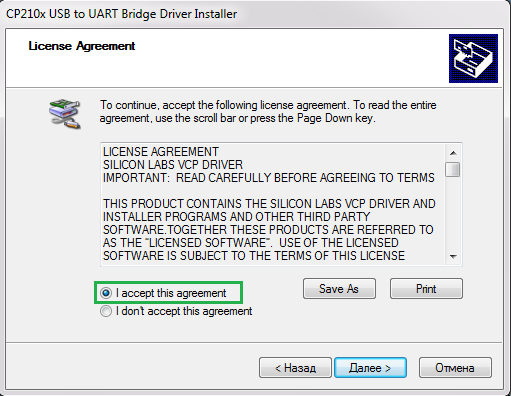 CP210x USB to UART Bridge Driver Installer
License Agreement
To continue, accept the following license agreement. To read the entire
agreement, use the scroll bar or press the Page Down key.
LICENSE AGREEMENT
SILICON LABS VCP DRIVER
IMPORTANT:  READ CAREFULLY BEFORE AGREEING TO TERMS
THIS PRODUCT CONTAINS THE SILICON LABS VCP DRIVER AND
INSTALLER PROGRAMS AND OTHER THIRD PARTY
SOFTWARE.TOGETHER THESE PRODUCTS ARE REFERRED TO
AS THE "LICENSED SOFTWARE".  USE OF THE LICENSED
SOFTWARE IS SUBJECT TO THE TERMS OF THIS LICENSE
I accept this agreement
Save As
Print
I don't accept this agreement
< Назад
Далее >
Отмена